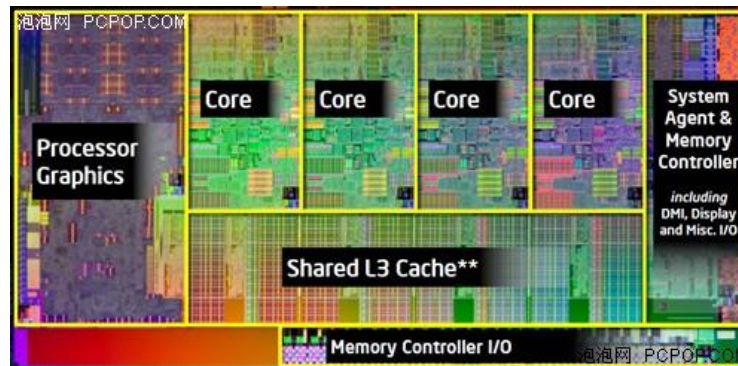 泡泡网 PCPOP.COM
Processor
Graphics
Core
Core
Core
Core
System
Agent &
Memory
Controller
including
DMI, Display
and Misc. I/O
Shared L3 Cache**
Memory Controller I/O
泡泡网 PCPOP.CO